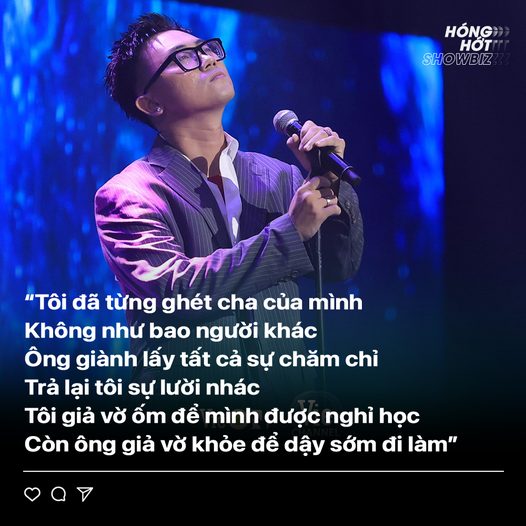 HÓNG
HỚT
SHOWBIZ
“Tôi đã từng ghét cha của mình
Không như bao người khác
Ông giành lấy tất cả sự chăm chỉ
Trả lại tôi sự lười nhác
Tôi giả vờ ốm để mình được nghỉ học
Còn ông giả vờ khỏe để dậy sớm đi làm”